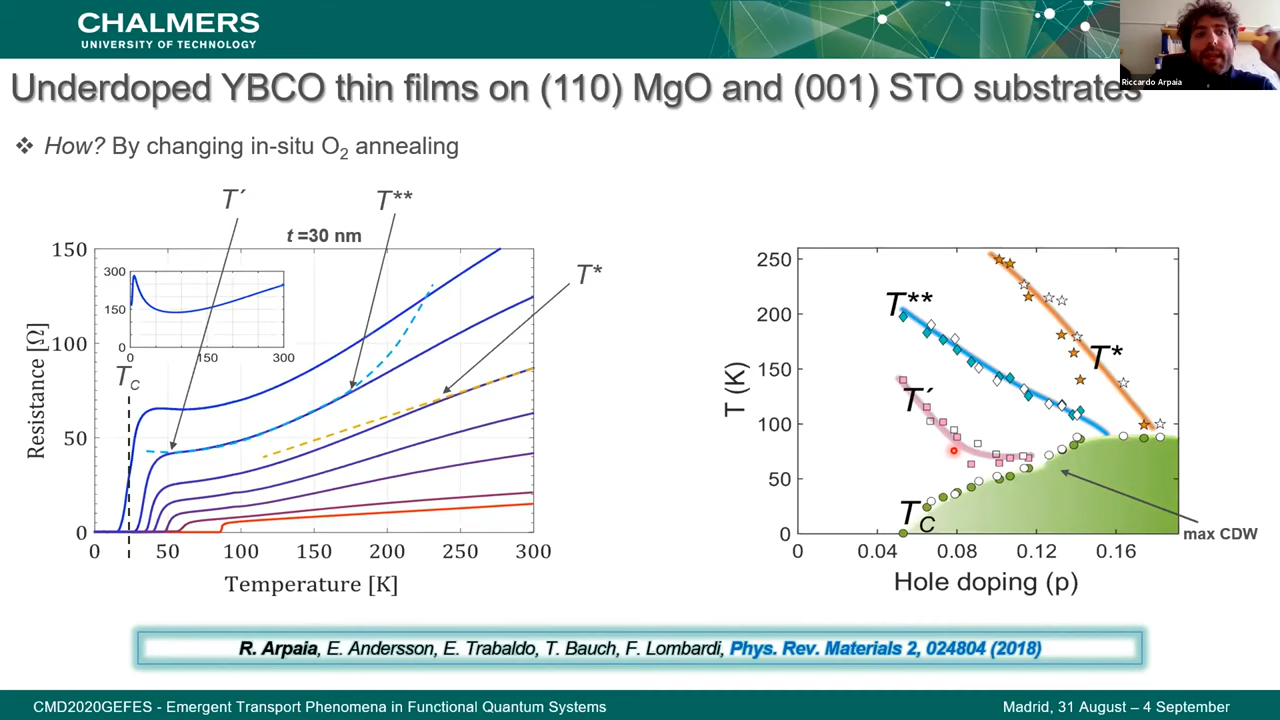 CHALMERS
UNIVERSITY OF TECHNOLOGY
Riccardo Arpaia
Underdoped YBCO thin films on (110) MgO and (001) STO substrates
❖ How? By changing in-situ O₂ annealing
T´
T**
t =30 nm
T*
T_C
150
100
50
0
Resistance [Ω]
300
150
0
0
150
300
0
50
100
150
200
250
300
Temperature [K]
250
200
150
100
50
0
T (K)
T**
T*
T´
T_C
max CDW
0
0.04
0.08
0.12
0.16
Hole doping (p)
R. Arpaia, E. Andersson, E. Trabaldo, T. Bauch, F. Lombardi, Phys. Rev. Materials 2, 024804 (2018)
CMD2020GEFES - Emergent Transport Phenomena in Functional Quantum Systems
Madrid, 31 August – 4 September